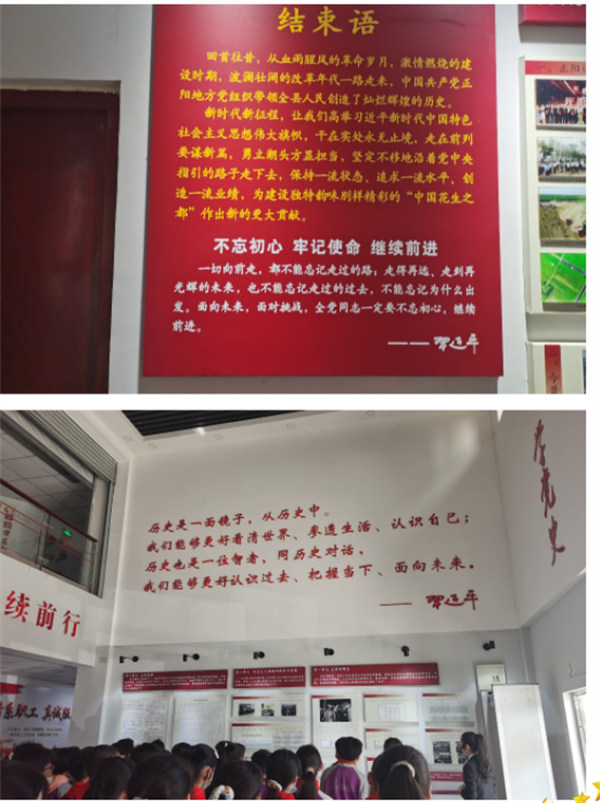 结束语
回首往昔，从血雨腥风的革命岁月，激情燃烧的建
设时期，波澜壮阔的改革年代一路走来，中国共产党正
阳地方党组织带领全县人民创造了灿烂辉煌的历史。
新时代新征程，让我们高举习近平新时代中国特色
社会主义思想伟大旗帜，干在实处永无止境，走在前列
要谋新篇，勇立潮头方显担当，坚定不移地沿着党中央
指引的路子走下去，保持一流状态，追求一流水平，创
造一流业绩，为建设独特韵味别样精彩的“中国花生之
都”作出新的更大贡献。
不忘初心 牢记使命 继续前进
一切向前走，都不能忘记走过的路；走得再远、走到再
光辉的未来，也不能忘记走过的过去，不能忘记为什么出
发。面向未来，面对挑战，全党同志一定要不忘初心，继续
前进。
——习近平
一、正阳
历史是一面镜子，从历史中。
我们能够更好看清世界、参透生活、认识自己；
历史也是一位智者，同历史对话，
我们能够更好认识过去、把握当下、面向未来。
——习近平
党史
续前行
系职工 真诚服